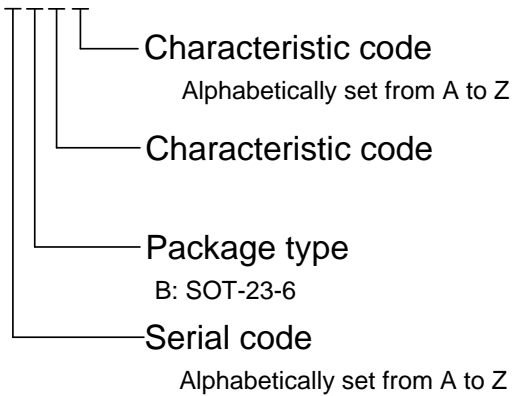 Characteristic code
Alphabetically set from A to Z
Characteristic code
Package type
B: SOT-23-6
Serial code
Alphabetically set from A to Z